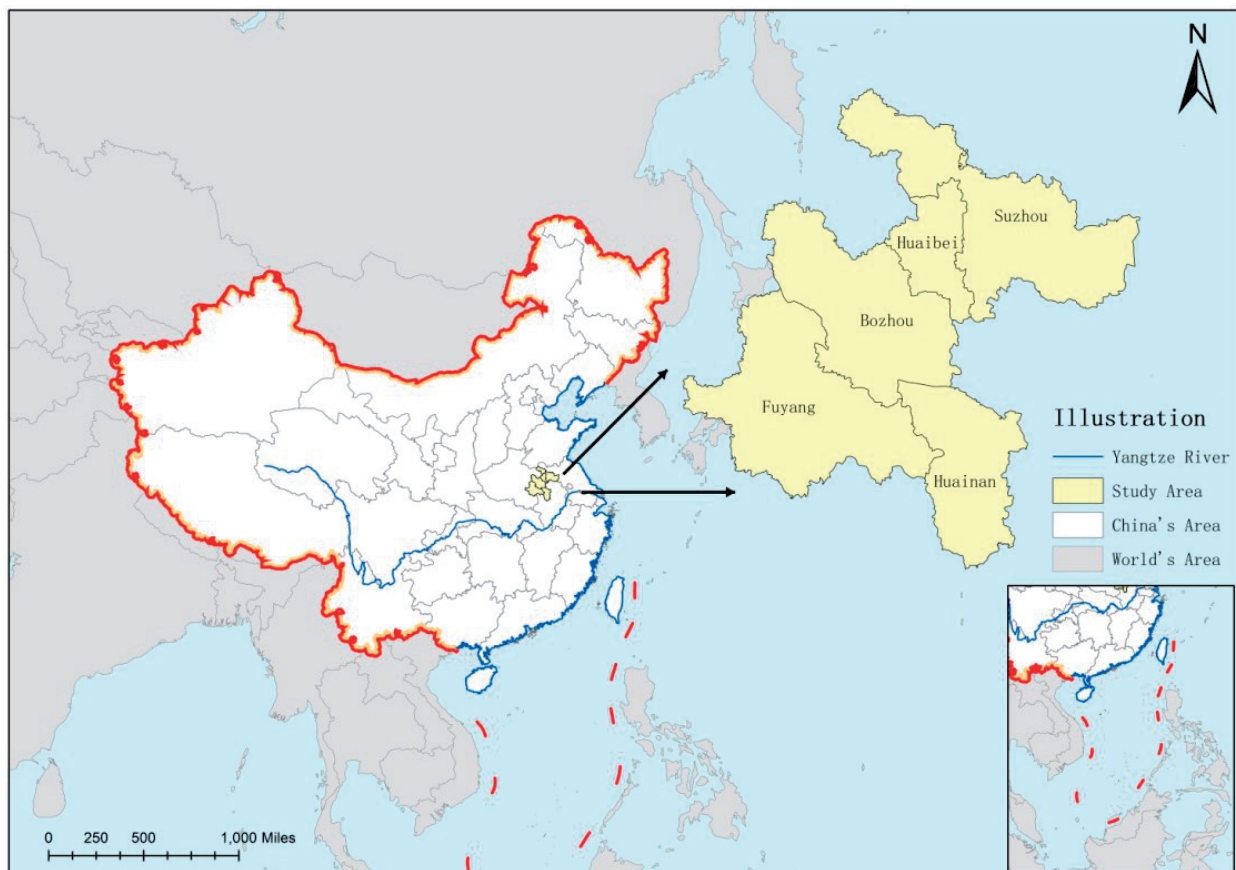 N
Suzhou
Huaibei
Bozhou
Fuyang
Huainan
Illustration
Yangtze River
Study Area
China's Area
World's Area
0 250 500 1,000 Miles